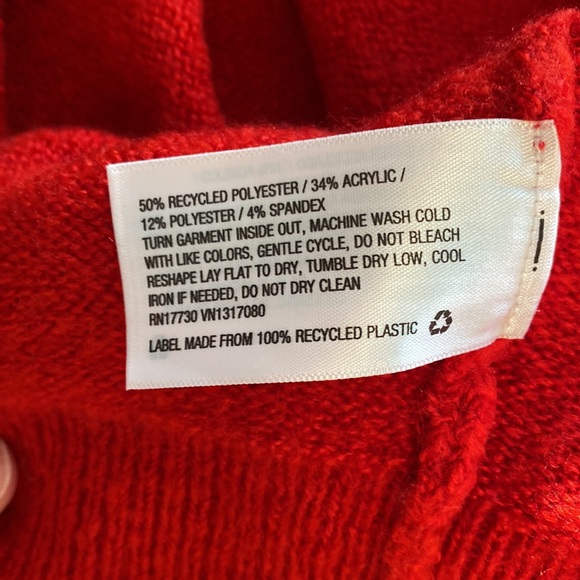 50% RECYCLED POLYESTER / 34% ACRYLIC /
12% POLYESTER / 4% SPANDEX
TURN GARMENT INSIDE OUT, MACHINE WASH COLD
WITH LIKE COLORS, GENTLE CYCLE, DO NOT BLEACH
RESHAPE LAY FLAT TO DRY, TUMBLE DRY LOW, COOL
IRON IF NEEDED, DO NOT DRY CLEAN
RN17730 VN1317080
LABEL MADE FROM 100% RECYCLED PLASTIC